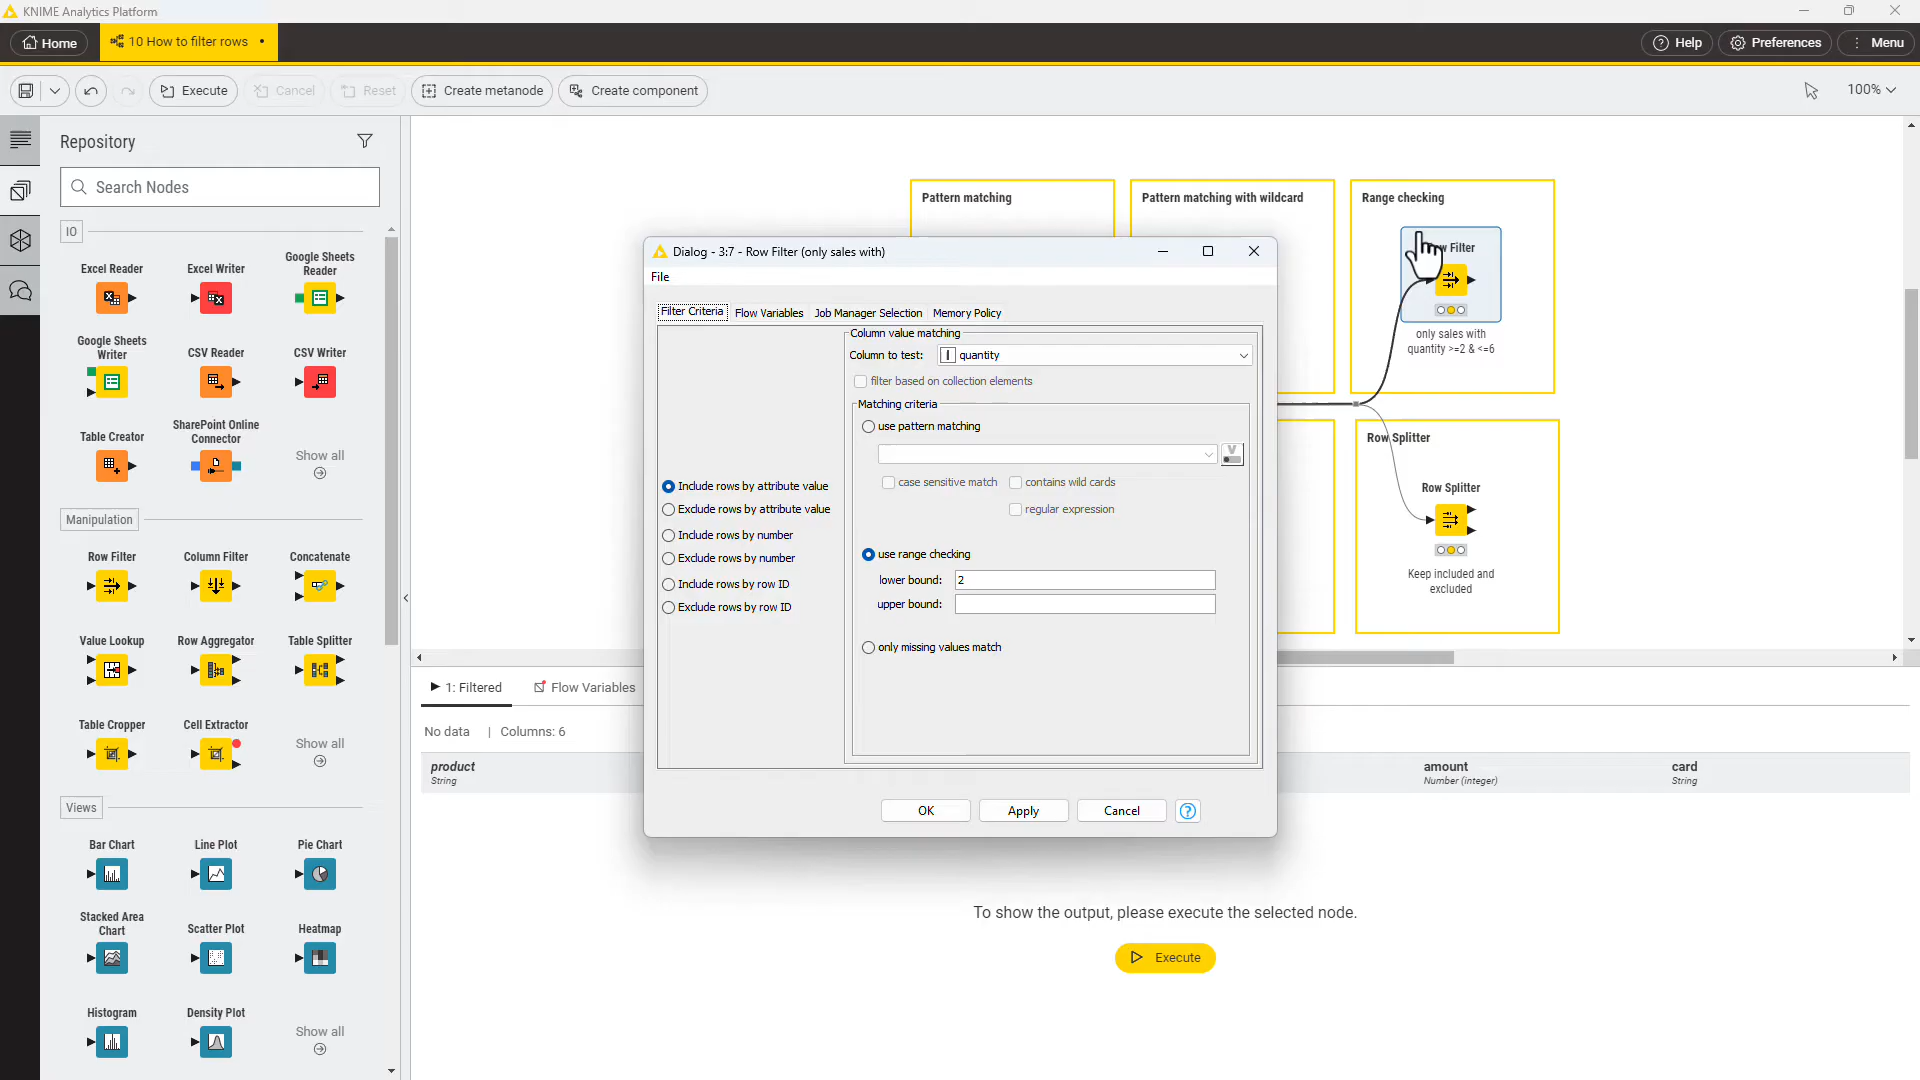 KNIME Analytics Platform
Home
10 How to filter rows
Help
Preferences
Menu
Execute
Cancel
Reset
Create metanode
Create component
100%
Repository
Search Nodes
IO
Excel Reader
Excel Writer
Google Sheets
Reader
Google Sheets
Writer
CSV Reader
CSV Writer
Table Creator
SharePoint Online
Connector
Show all
Manipulation
Row Filter
Column Filter
Concatenate
Value Lookup
Row Aggregator
Table Splitter
Table Cropper
Cell Extractor
Show all
Views
Bar Chart
Line Plot
Pie Chart
Stacked Area
Chart
Scatter Plot
Heatmap
Histogram
Density Plot
Show all
Pattern matching
Pattern matching with wildcard
Range checking
Filter
only sales with
quantity >=2 & <=6
Row Splitter
Row Splitter
Keep included and
excluded
Dialog - 3:7 - Row Filter (only sales with)
File
Filter Criteria
Flow Variables
Job Manager Selection
Memory Policy
Include rows by attribute value
Exclude rows by attribute value
Include rows by number
Exclude rows by number
Include rows by row ID
Exclude rows by row ID
Column value matching
Column to test:
I quantity
filter based on collection elements
Matching criteria
use pattern matching
V
case sensitive match
contains wild cards
regular expression
use range checking
lower bound: 2
upper bound:
only missing values match
OK
Apply
Cancel
?
1: Filtered
Flow Variables
No data | Columns: 6
product
String
amount
Number (integer)
card
String
To show the output, please execute the selected node.
Execute